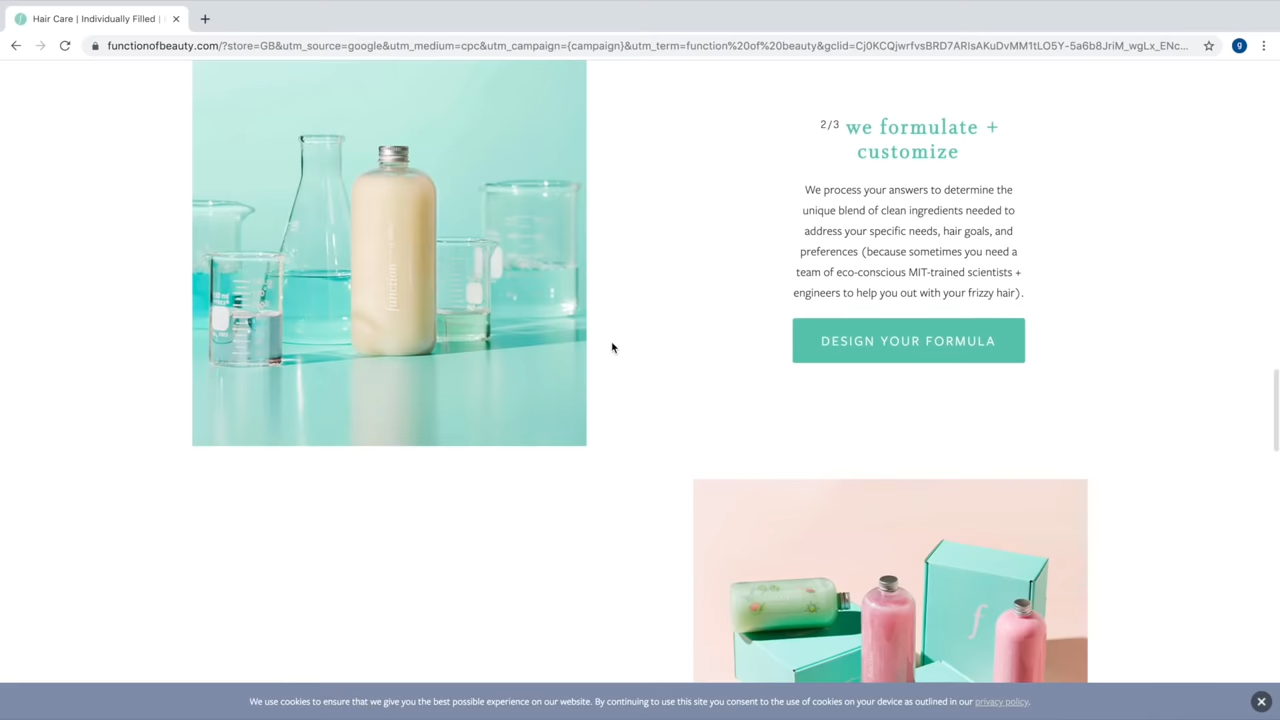 Hair Care | Individually Filled |
functionofbeauty.com/?store=GB&utm_source=google&utm_medium=cpc&utm_campaign={campaign}&utm_term=function%20of%20beauty&gclid=Cj0KCQjwrfvsBRD7ARIsAKuDvMM1tLO5Y-5a6b8JriM_wgLx_ENc...
g
2/3 we formulate +
customize
We process your answers to determine the
unique blend of clean ingredients needed to
address your specific needs, hair goals, and
preferences (because sometimes you need a
team of eco-conscious MIT-trained scientists +
engineers to help you out with your frizzy hair).
DESIGN YOUR FORMULA
function
f
We use cookies to ensure that we give you the best possible experience on our website. By continuing to use this site you consent to the use of cookies on your device as outlined in our privacy policy.